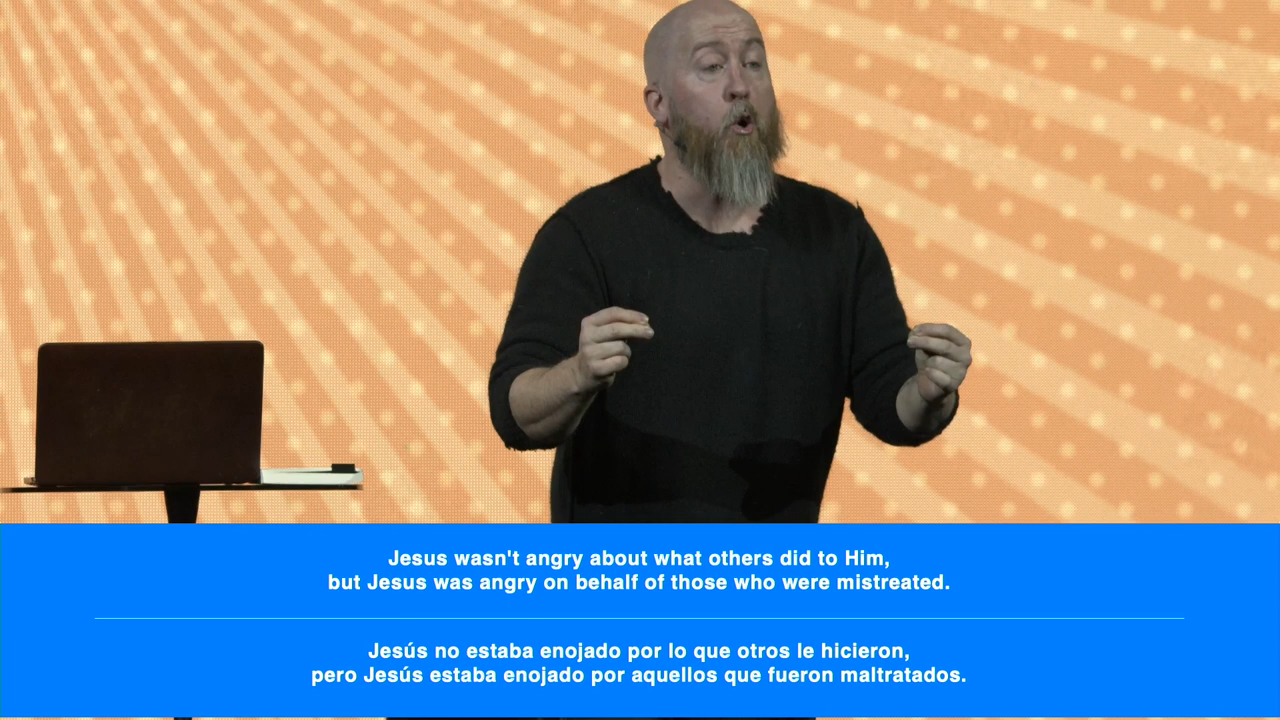 Jesus wasn't angry about what others did to Him,
but Jesus was angry on behalf of those who were mistreated.
Jesús no estaba enojado por lo que otros le hicieron,
pero Jesús estaba enojado por aquellos que fueron maltratados.